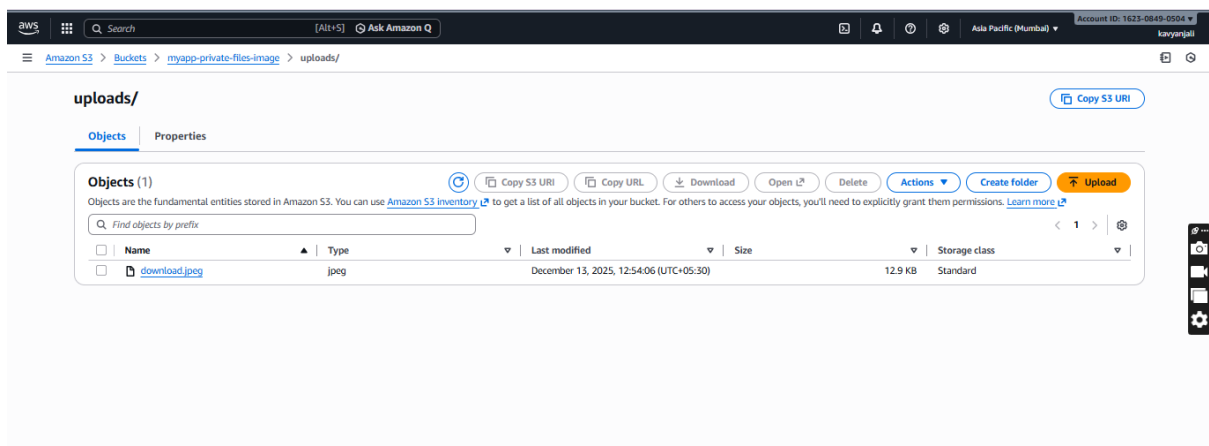 aws Search [Alt+S] Ask Amazon Q Asia Pacific (Mumbai) Account ID: 1623-0849-0504
kavyanjali
Amazon S3 > Buckets > myapp-private-files-image > uploads/
uploads/ Copy S3 URI
Objects Properties
Objects (1) Copy S3 URI Copy URL Download Open Delete Actions Create folder Upload
Objects are the fundamental entities stored in Amazon S3. You can use Amazon S3 inventory to get a list of all objects in your bucket. For others to access your objects, you'll need to explicitly grant them permissions. Learn more
Find objects by prefix < 1 >
Name Type Last modified Size Storage class
download.jpeg jpeg December 13, 2025, 12:54:06 (UTC+05:30) 12.9 KB Standard